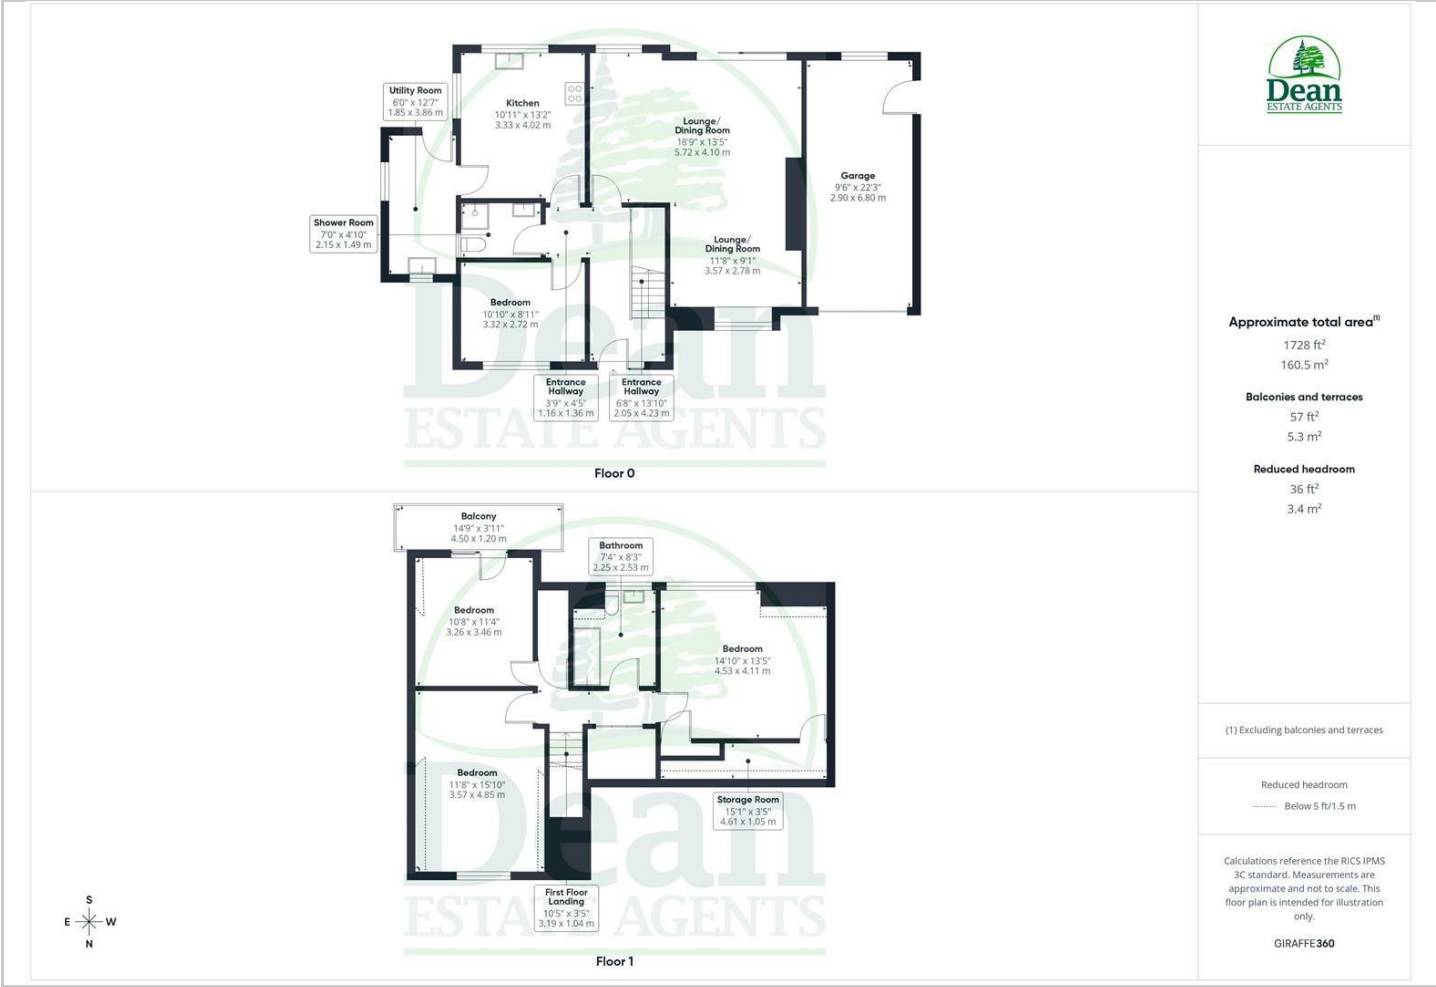 Utility Room
6'0" x 12'7"
1.85 x 3.86 m
Kitchen
10'11" x 13'2"
3.33 x 4.02 m
Lounge/
Dining Room
18'9" x 13'5"
5.72 x 4.10 m
Garage
9'6" x 22'3"
2.90 x 6.80 m
Shower Room
7'0" x 4'10"
2.15 x 1.49 m
Lounge/
Dining Room
11'8" x 9'1"
3.57 x 2.78 m
Bedroom
10'10" x 8'11"
3.32 x 2.72 m
Entrance
Hallway
3'9" x 4'5"
1.16 x 1.36 m
Entrance
Hallway
6'8" x 13'10"
2.05 x 4.23 m
Dean
ESTATE AGENTS
Floor 0
Balcony
14'9" x 3'11"
4.50 x 1.20 m
Bathroom
7'4" x 8'3"
2.25 x 2.53 m
Bedroom
10'8" x 11'4"
3.26 x 3.46 m
Bedroom
14'10" x 13'5"
4.53 x 4.11 m
Bedroom
11'8" x 15'10"
3.57 x 4.85 m
Storage Room
15'1" x 3'5"
4.61 x 1.05 m
First Floor
Landing
10'5" x 3'5"
3.19 x 1.04 m
Dean
ESTATE AGENTS
Floor 1
S
E W
N
Dean
ESTATE AGENTS
Approximate total area⁽¹⁾
1728 ft²
160.5 m²
Balconies and terraces
57 ft²
5.3 m²
Reduced headroom
36 ft²
3.4 m²
(1) Excluding balconies and terraces
Reduced headroom
Below 5 ft/1.5 m
Calculations reference the RICS IPMS
3C standard. Measurements are
approximate and not to scale. This
floor plan is intended for illustration
only.
GIRAFFE360